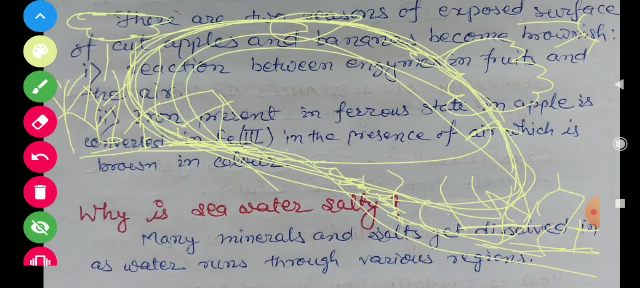 There are two reasons of exposed surface
of cut apples and bananas become brownish:
i) reaction between enzymes in fruits and
the air.
ii) Iron present in ferrous state in apple is
converted in Fe(III) in the presence of air which is
brown in colour.
Why is sea water salty?
Many minerals and salts get dissolved in
as water runs through various regions.